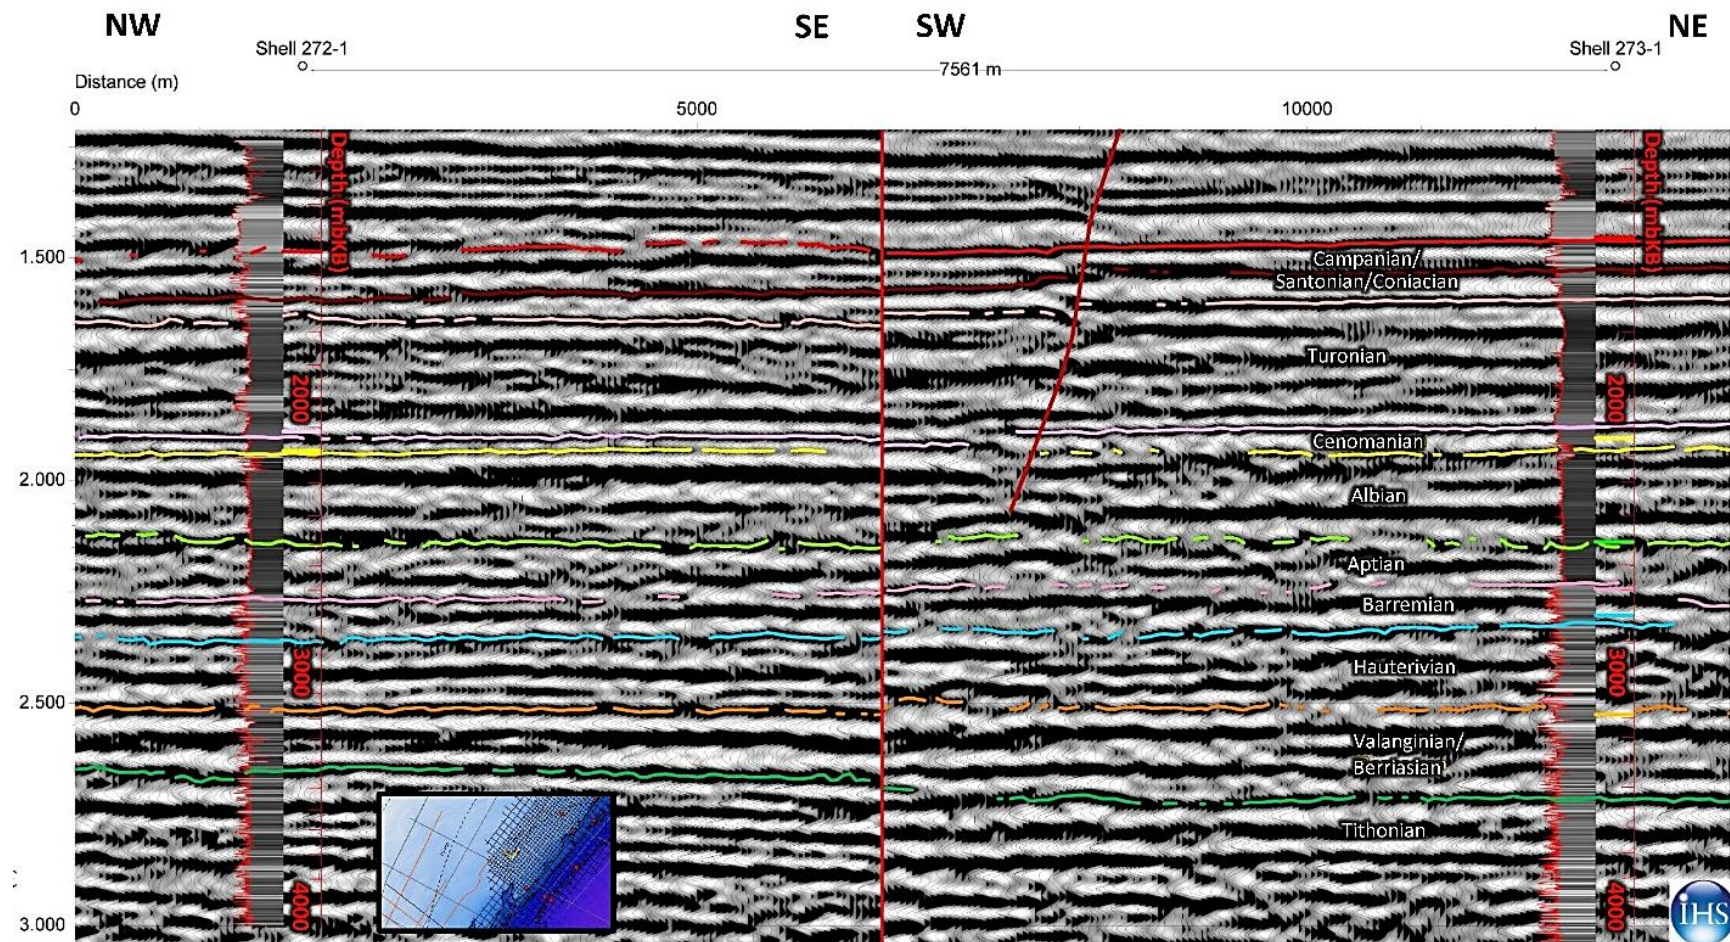 NW
SE
SW
NE
Shell 272-1
Shell 273-1
7561 m
Distance (m)
0
5000
10000
Depth(mbKB)
Depth(mbKB)
1.500
Campanian/
Santonian/Coniacian
Turonian
2000
2000
Cenomanian
2.000
Albian
Aptian
Barremian
Hauterivian
3000
3000
2.500
Valanginian/
Berriasian
Tithonian
4000
4000
3.000
IHS